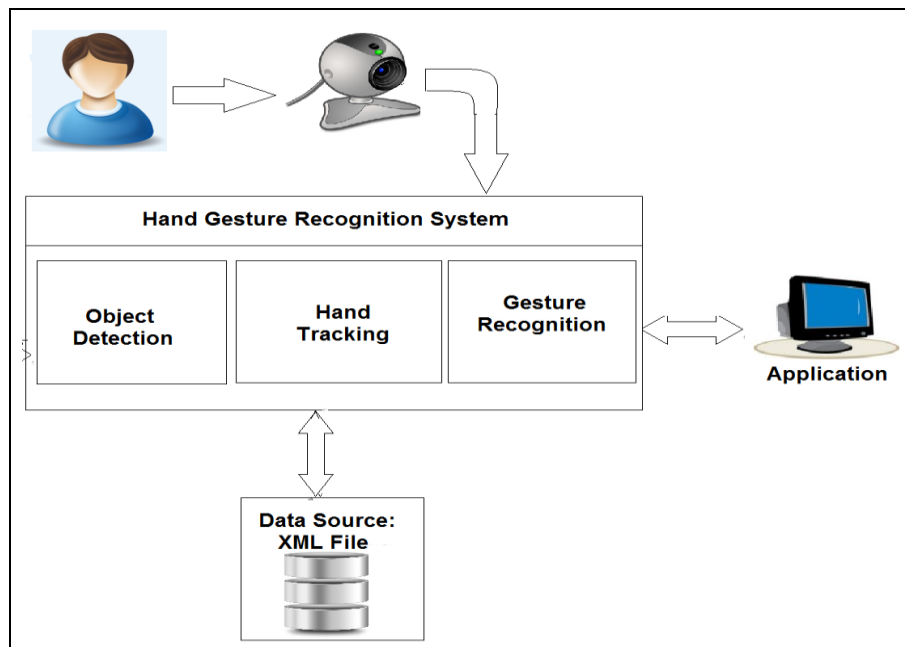 Hand Gesture Recognition System
Object
Detection
Hand
Tracking
Gesture
Recognition
Application
Data Source:
XML File